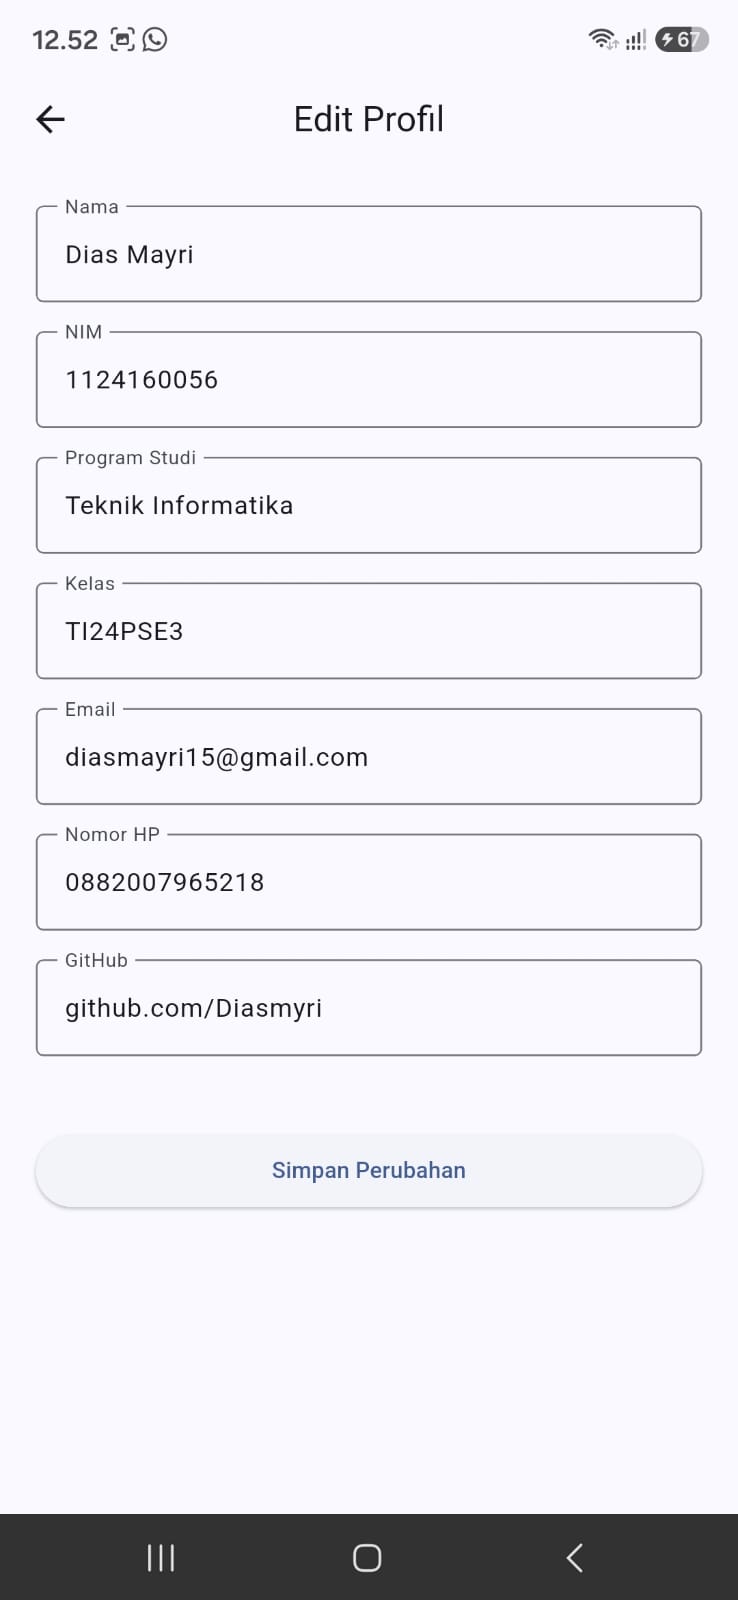 12.52
67
Edit Profil
Nama
Dias Mayri
NIM
1124160056
Program Studi
Teknik Informatika
Kelas
TI24PSE3
Email
diasmayri15@gmail.com
Nomor HP
0882007965218
GitHub
github.com/Diasmyri
Simpan Perubahan